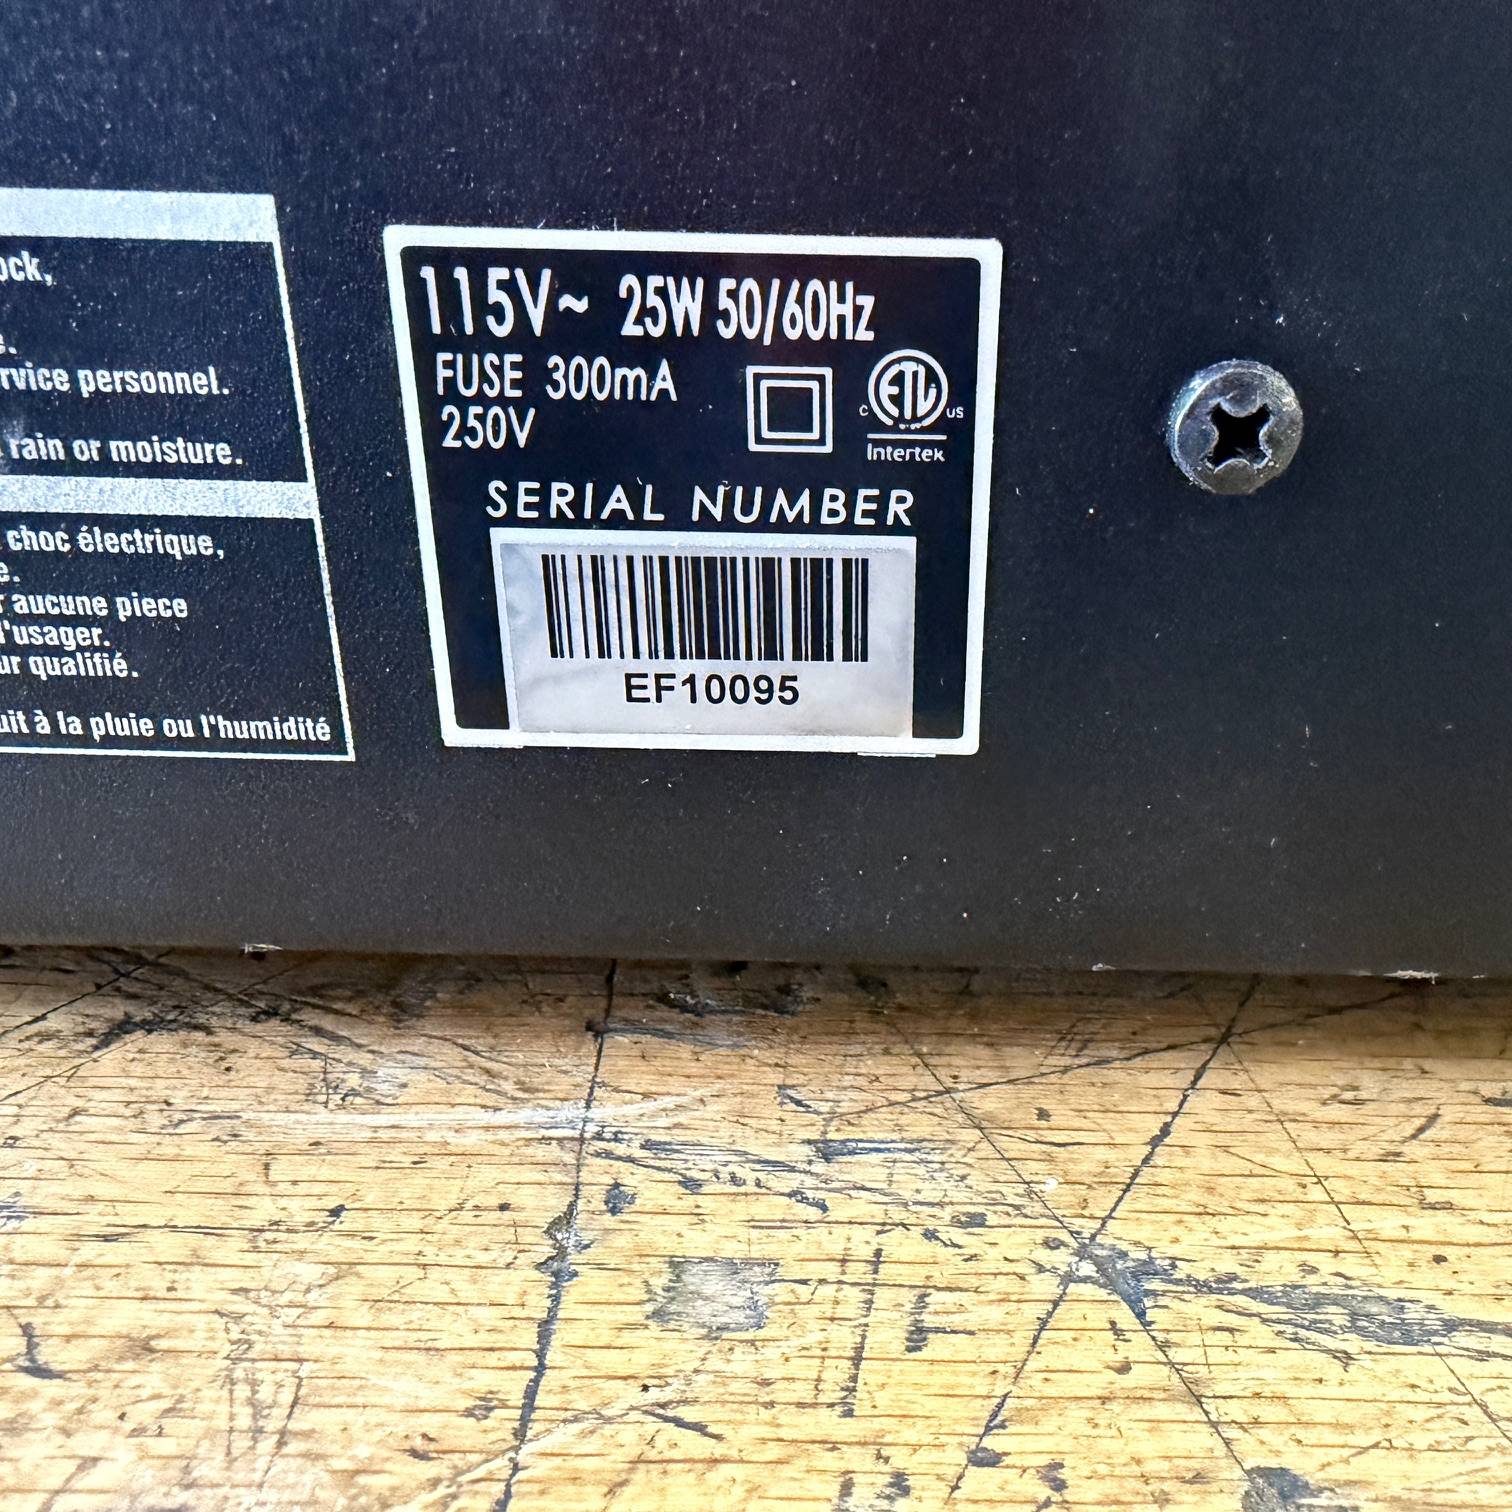 ock,
e.
rvice personnel.
rain or moisture.
choc électrique,
e.
r aucune piece
l'usager.
ur qualifié.
uit à la pluie ou l'humidité
115V~ 25W 50/60Hz
FUSE 300mA
250V
C ETL US
Intertek
SERIAL NUMBER
EF10095